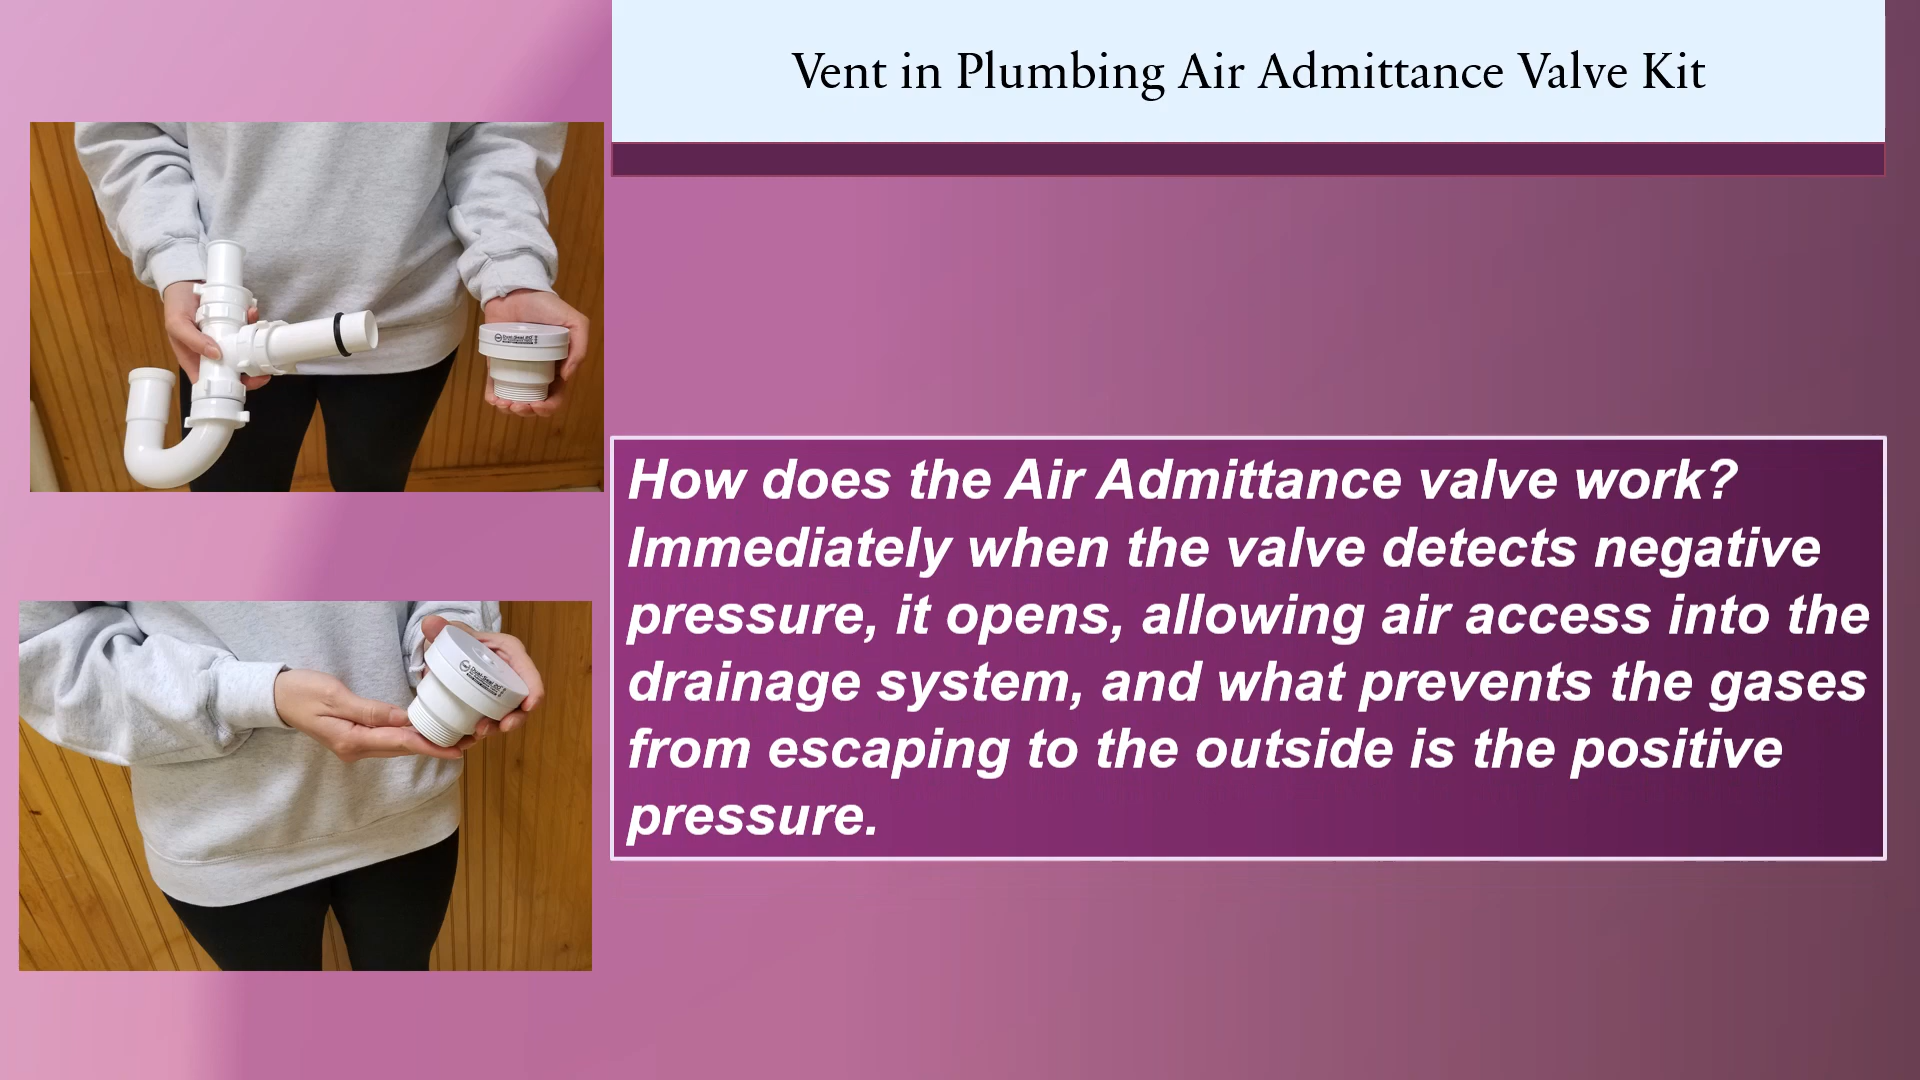 Vent in Plumbing Air Admittance Valve Kit
How does the Air Admittance valve work?
Immediately when the valve detects negative
pressure, it opens, allowing air access into the
drainage system, and what prevents the gases
from escaping to the outside is the positive
pressure.